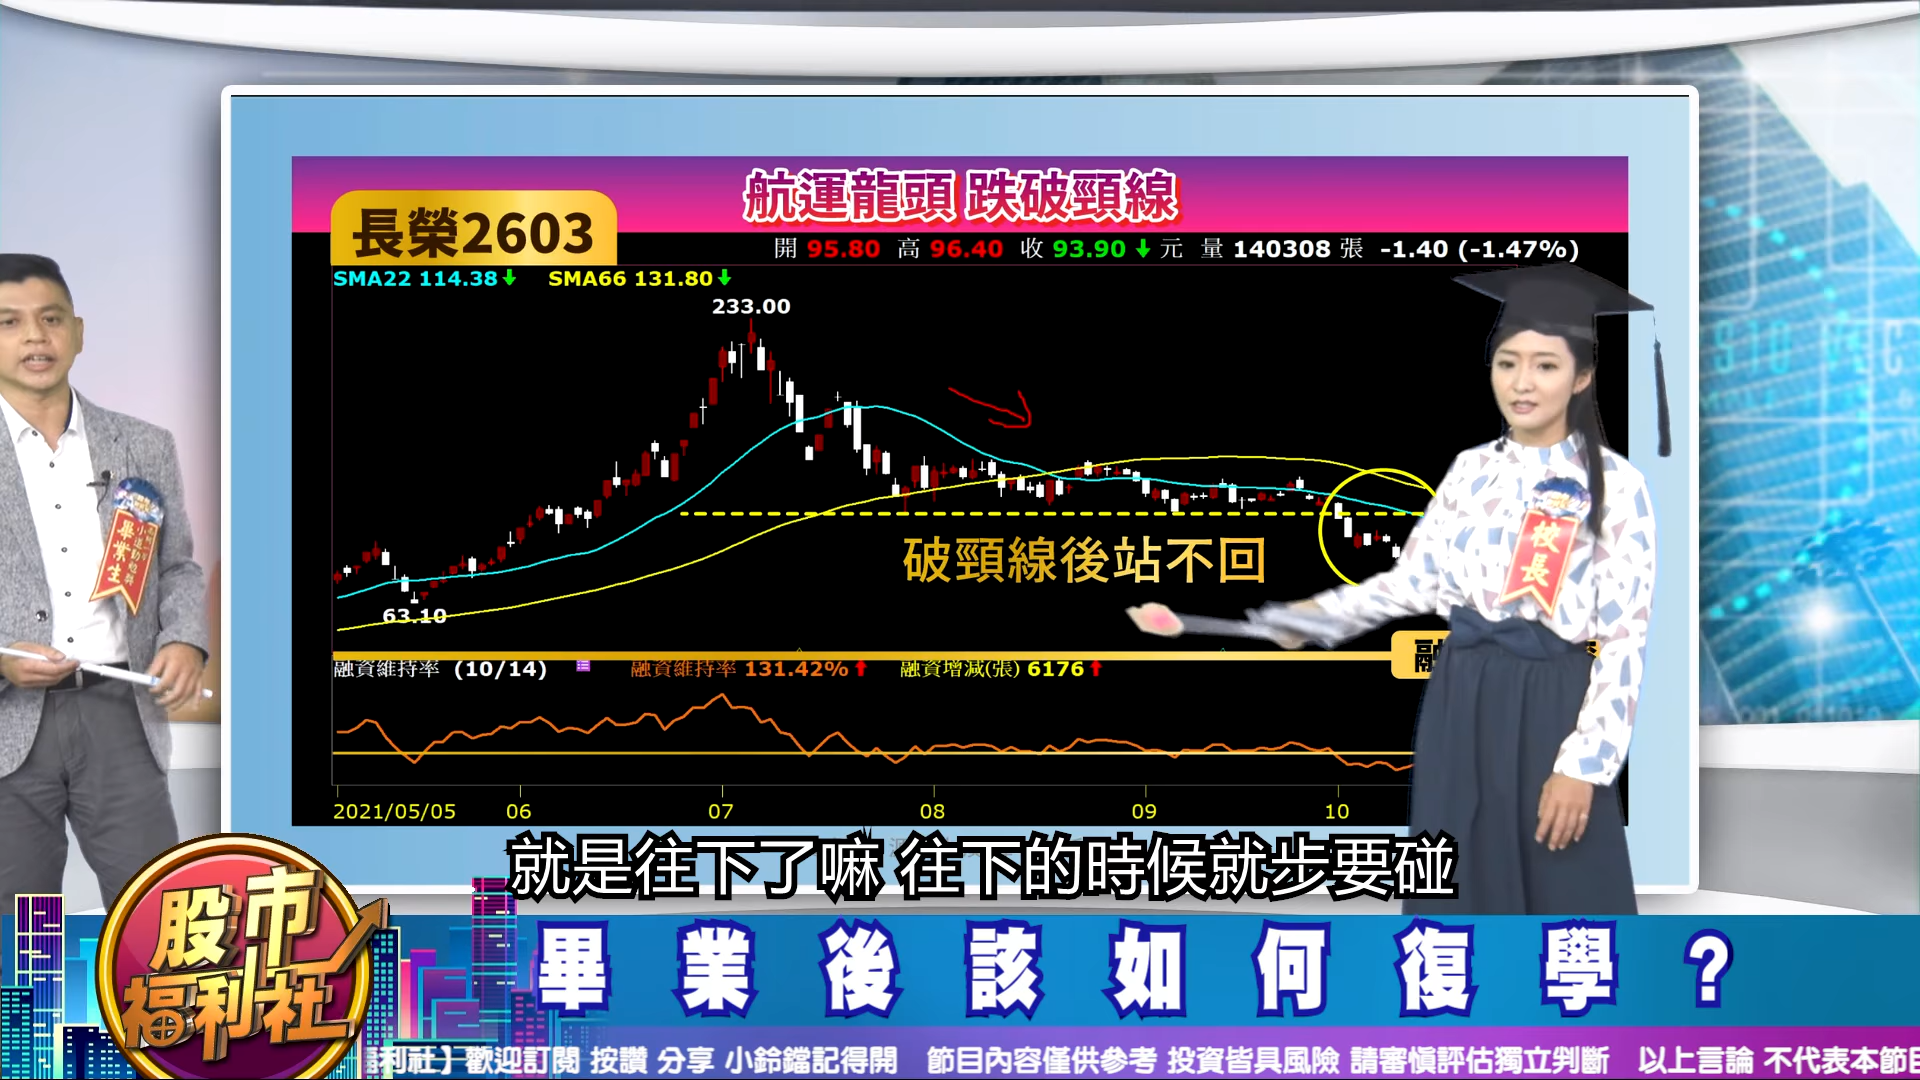 航運龍頭 跌破頸線
長榮2603
開 95.80 高 96.40 收 93.90 ↓ 元 量 140308 張 -1.40 (-1.47%)
SMA22 114.38↓ SMA66 131.80↓
233.00
破頸線後站不回
63.10
融
融資維持率 (10/14) 融資維持率 131.42%↑ 融資增減(張) 6176↑
2021/05/05 06 07 08 09 10
畢業生
校長
就是往下了嘛 往下的時候就步要碰
股市
福利社
畢業後該如何復學?
利社】歡迎訂閱 按讚 分享 小鈴鐺記得開 節目內容僅供參考 投資皆具風險 請審慎評估獨立判斷 以上言論 不代表本節目